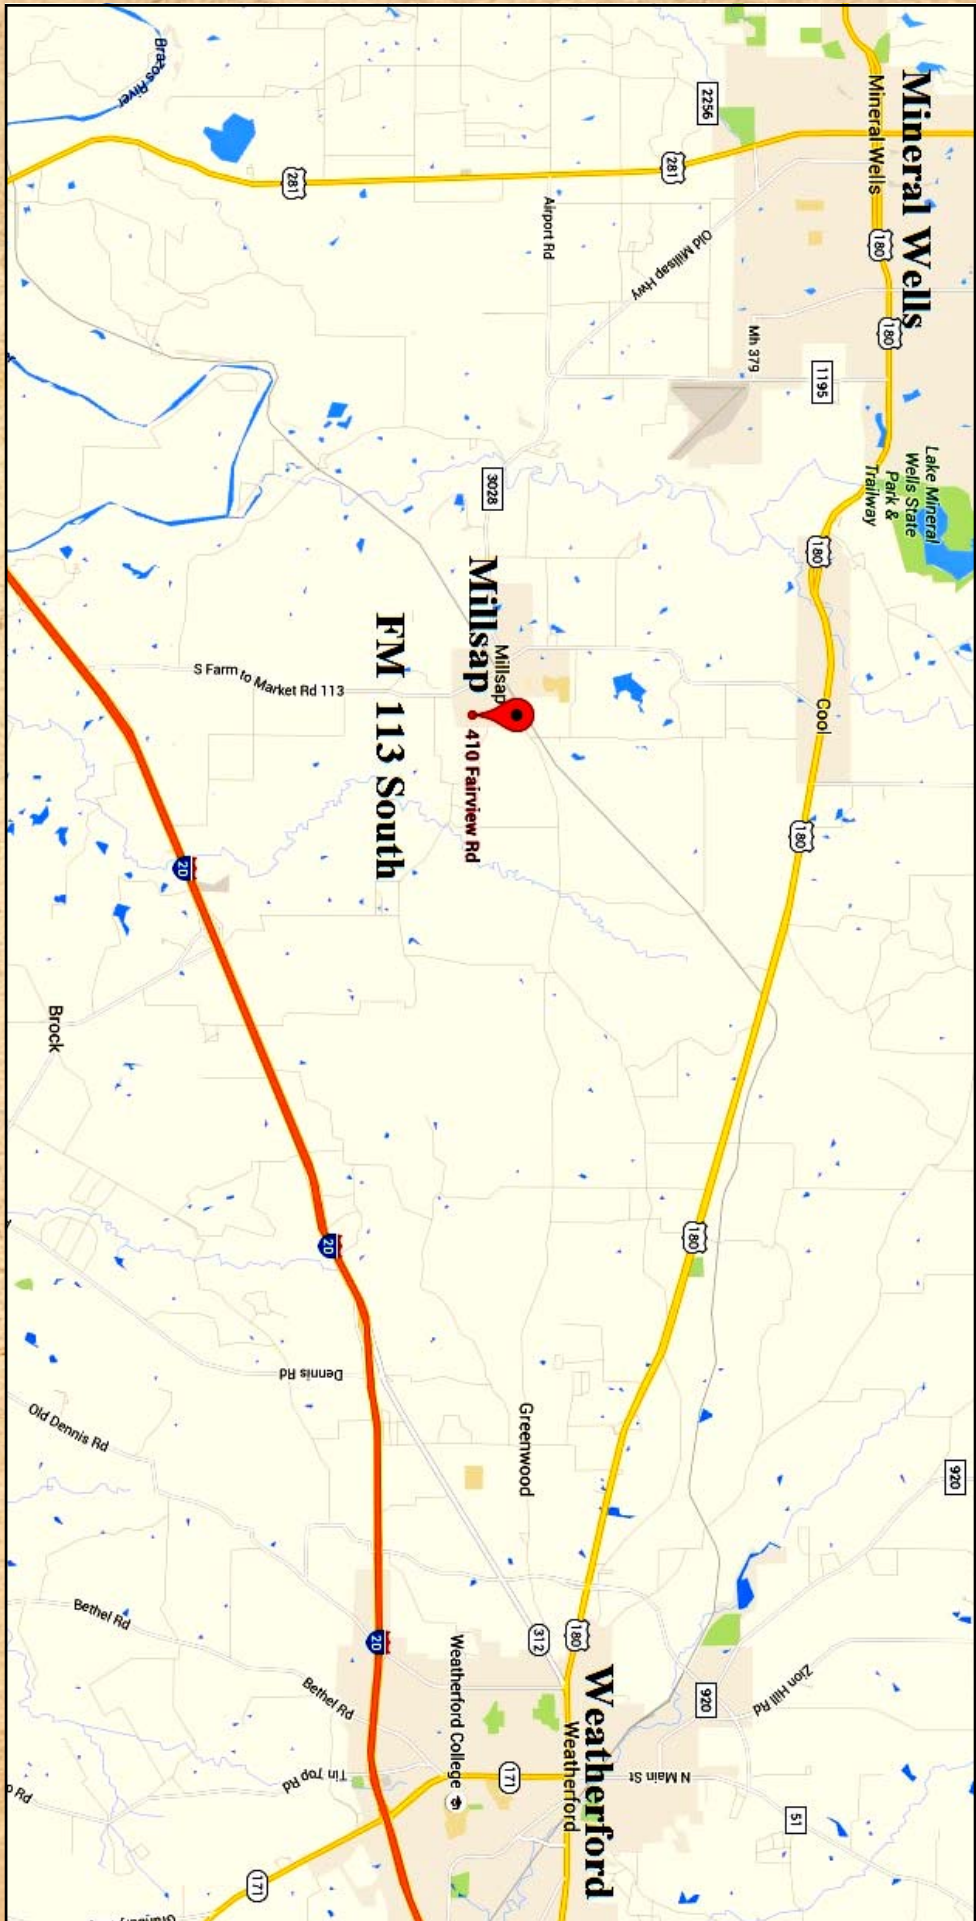 920
Lake Mineral
Wells State
Park &
Trailway
Mineral Wells
Mineral Wells
180
180
1195
180
Cool
180
51
Zion Hill Rd
Mh 379
2256
920
180
Old Millsap Hwy
281
N Main St
Weatherford
Weatherford
180
Airport Rd
312
Greenwood
171
3028
Millsap
Millsap
410 Fairview Rd
Weatherford College
FM 113 South
20
20
Bethel Rd
Tin Top Rd
Dennis Rd
281
S Farm to Market Rd 113
171
20
Brazos River
Bethel Rd
Old Dennis Rd
Brock
Rd